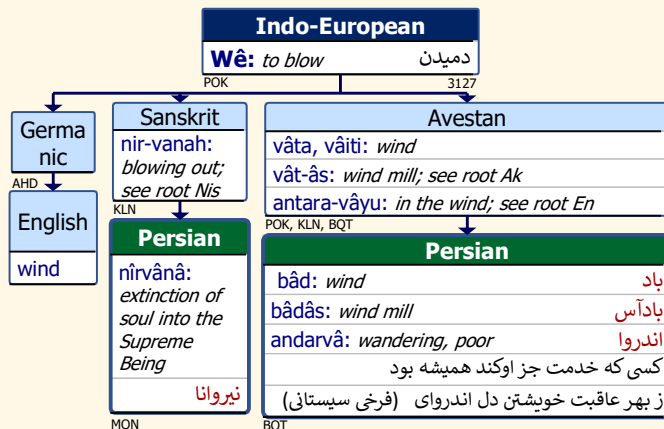 Indo-European
Wê: to blow دمیدن
POK 3127
Germa
nic
AHD
English
wind
Sanskrit
nir-vanah:
blowing out;
see root Nis
KLN
Persian
nîrvânâ:
extinction of
soul into the
Supreme
Being
نیروانا
MON
Avestan
vâta, vâiti: wind
vât-âs: wind mill; see root Ak
antara-vâyu: in the wind; see root En
POK, KLN, BQT
Persian
bâd: wind باد
bâdâs: wind mill بادآس
andarvâ: wandering, poor اندروا
کسی که خدمت جز اوکند همیشه بود
ز بهر عاقبت خویشتن دل اندروای (فرخی سیستانی)
BQT